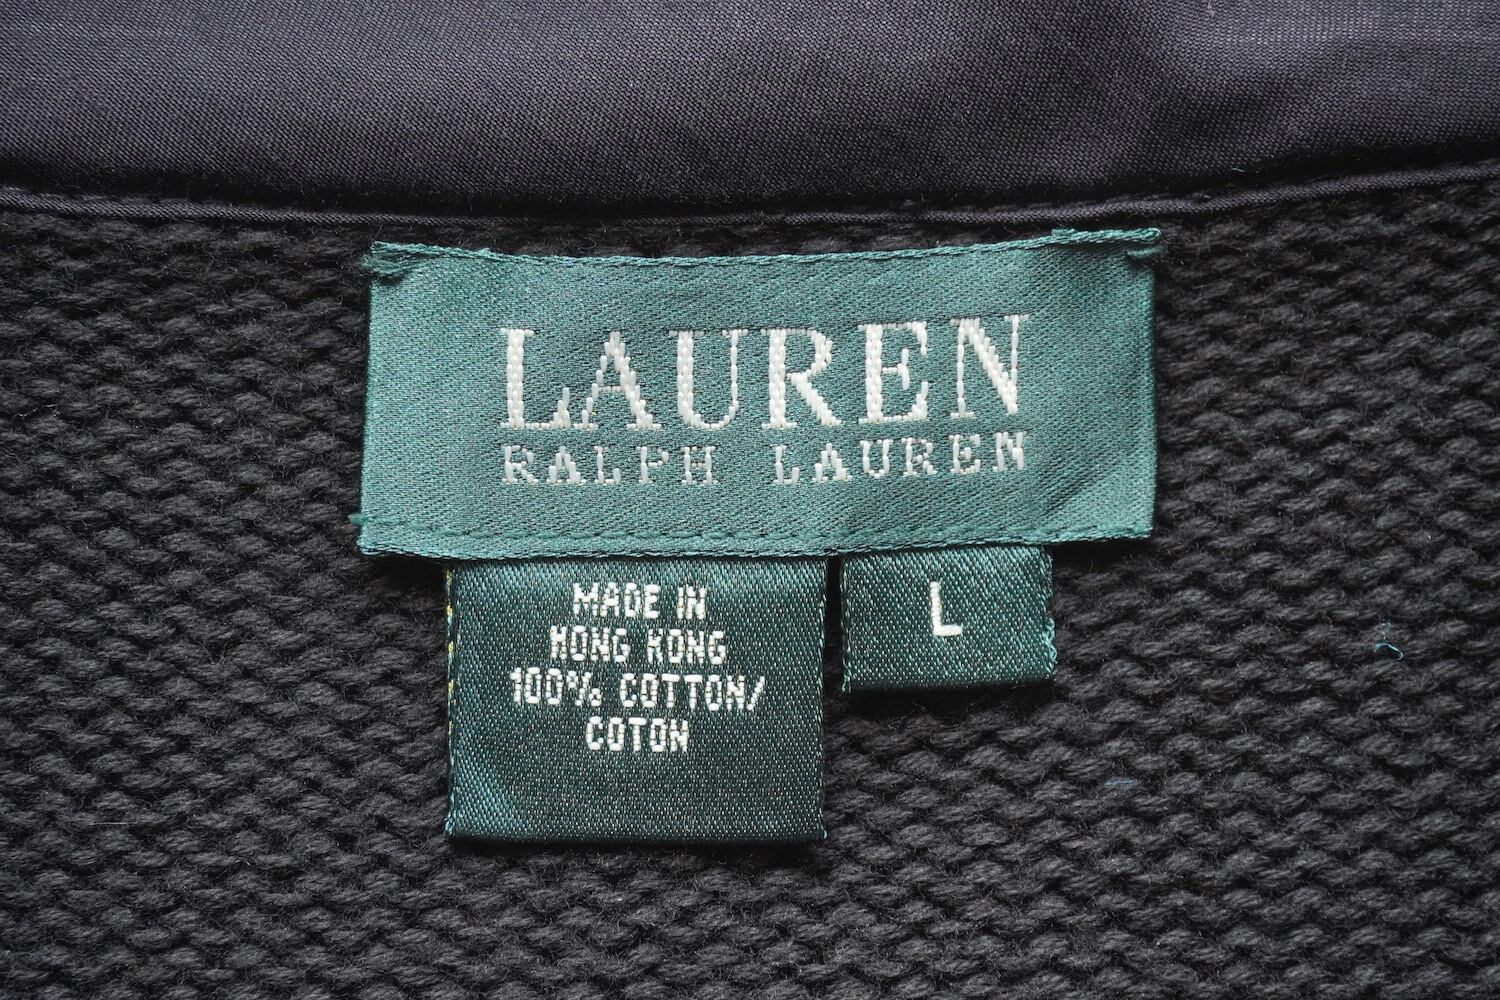 LAUREN
RALPH LAUREN
MADE IN
HONG KONG
100% COTTON/
COTON
L